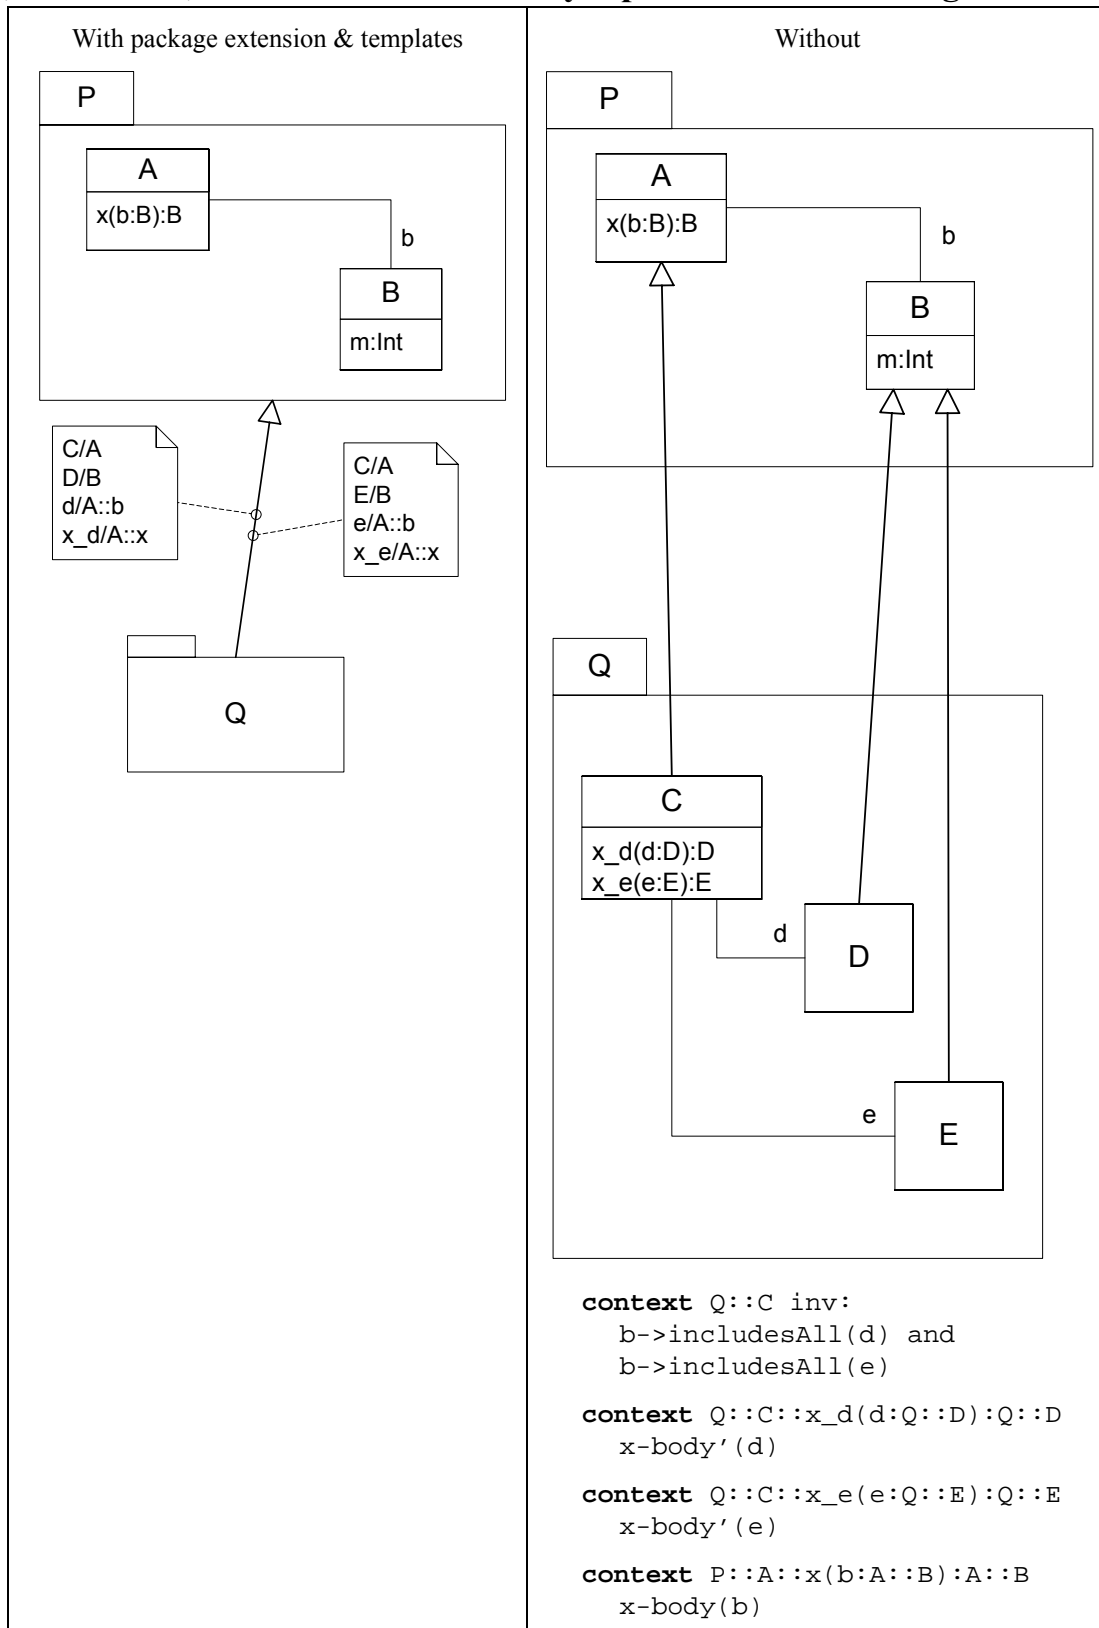 With package extension & templates
P
A
x(b:B):B
b
B
m:Int
C/A
D/B
d/A::b
x_d/A::x
C/A
E/B
e/A::b
x_e/A::x
Q
Without
P
A
x(b:B):B
b
B
m:Int
Q
C
x_d(d:D):D
x_e(e:E):E
d
D
e
E
context Q::C inv:
b->includesAll(d) and
b->includesAll(e)
context Q::C::x_d(d:Q::D):Q::D
x-body’(d)
context Q::C::x_e(e:Q::E):Q::E
x-body’(e)
context P::A::x(b:A::B):A::B
x-body(b)